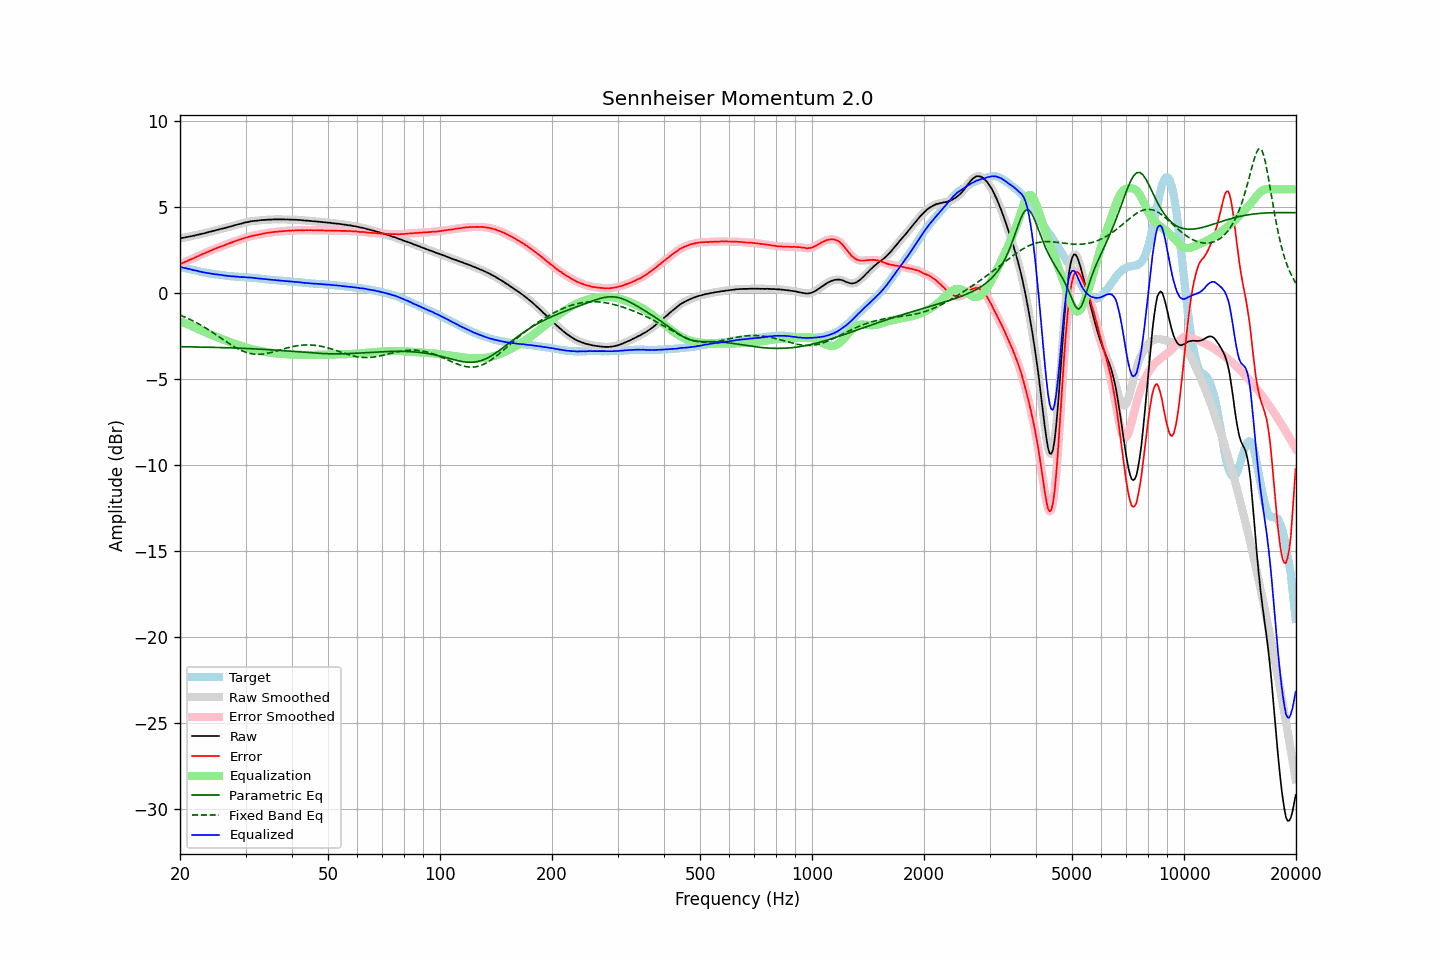 Sennheiser Momentum 2.0
10
5
0
−5
−10
−15
−20
−25
−30
Amplitude (dBr)
Target
Raw Smoothed
Error Smoothed
Raw
Error
Equalization
Parametric Eq
Fixed Band Eq
Equalized
20 50 100 200 500 1000 2000 5000 10000 20000
Frequency (Hz)